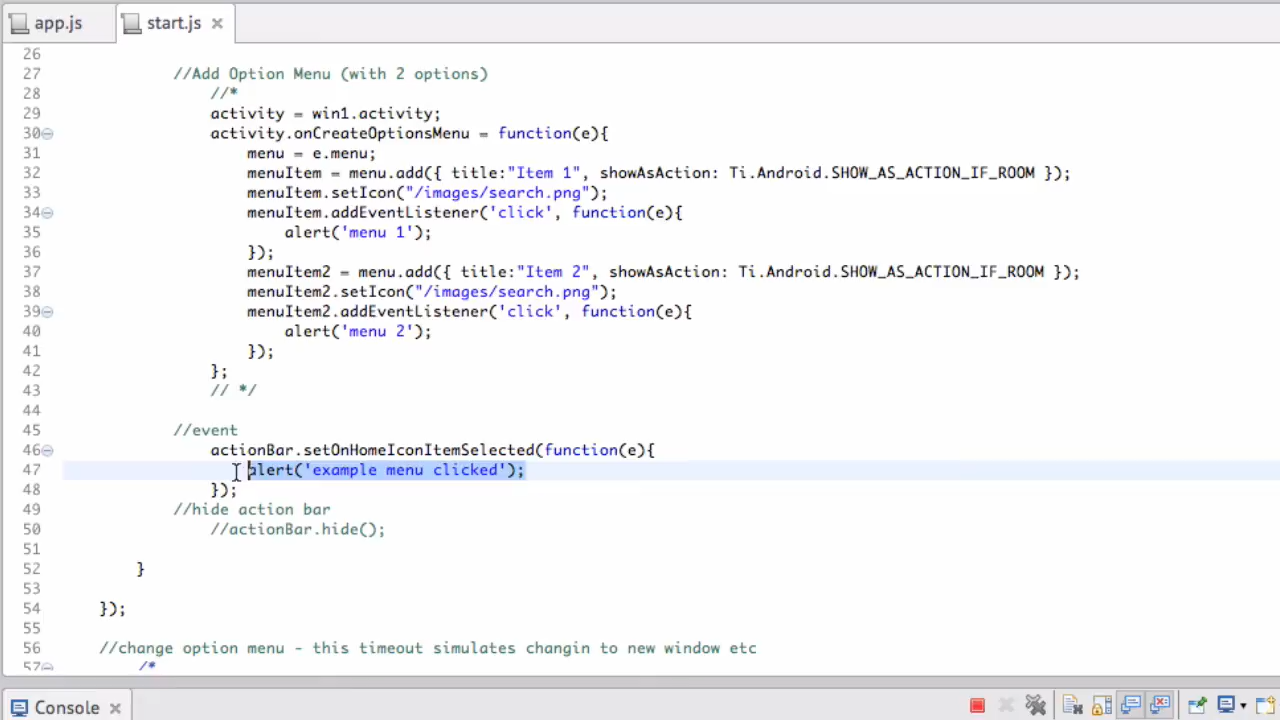 app.js
start.js
26
27 //Add Option Menu (with 2 options)
28 //*
29 activity = win1.activity;
30 activity.onCreateOptionsMenu = function(e){
31 menu = e.menu;
32 menuItem = menu.add({ title:"Item 1", showAsAction: Ti.Android.SHOW_AS_ACTION_IF_ROOM });
33 menuItem.setIcon("/images/search.png");
34 menuItem.addEventListener('click', function(e){
35 alert('menu 1');
36 });
37 menuItem2 = menu.add({ title:"Item 2", showAsAction: Ti.Android.SHOW_AS_ACTION_IF_ROOM });
38 menuItem2.setIcon("/images/search.png");
39 menuItem2.addEventListener('click', function(e){
40 alert('menu 2');
41 });
42 };
43 // */
44
45 //event
46 actionBar.setOnHomeIconItemSelected(function(e){
47 alert('example menu clicked');
48 });
49 //hide action bar
50 //actionBar.hide();
51
52 }
53
54 });
55
56 //change option menu - this timeout simulates changin to new window etc
57 /*
Console